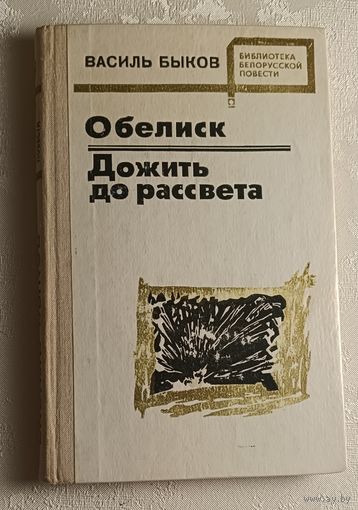 ВАСИЛЬ БЫКОВ
БИБЛИОТЕКА
БЕЛОРУССКОЙ
ПОВЕСТИ
Обелиск
Дожить
до рассвета